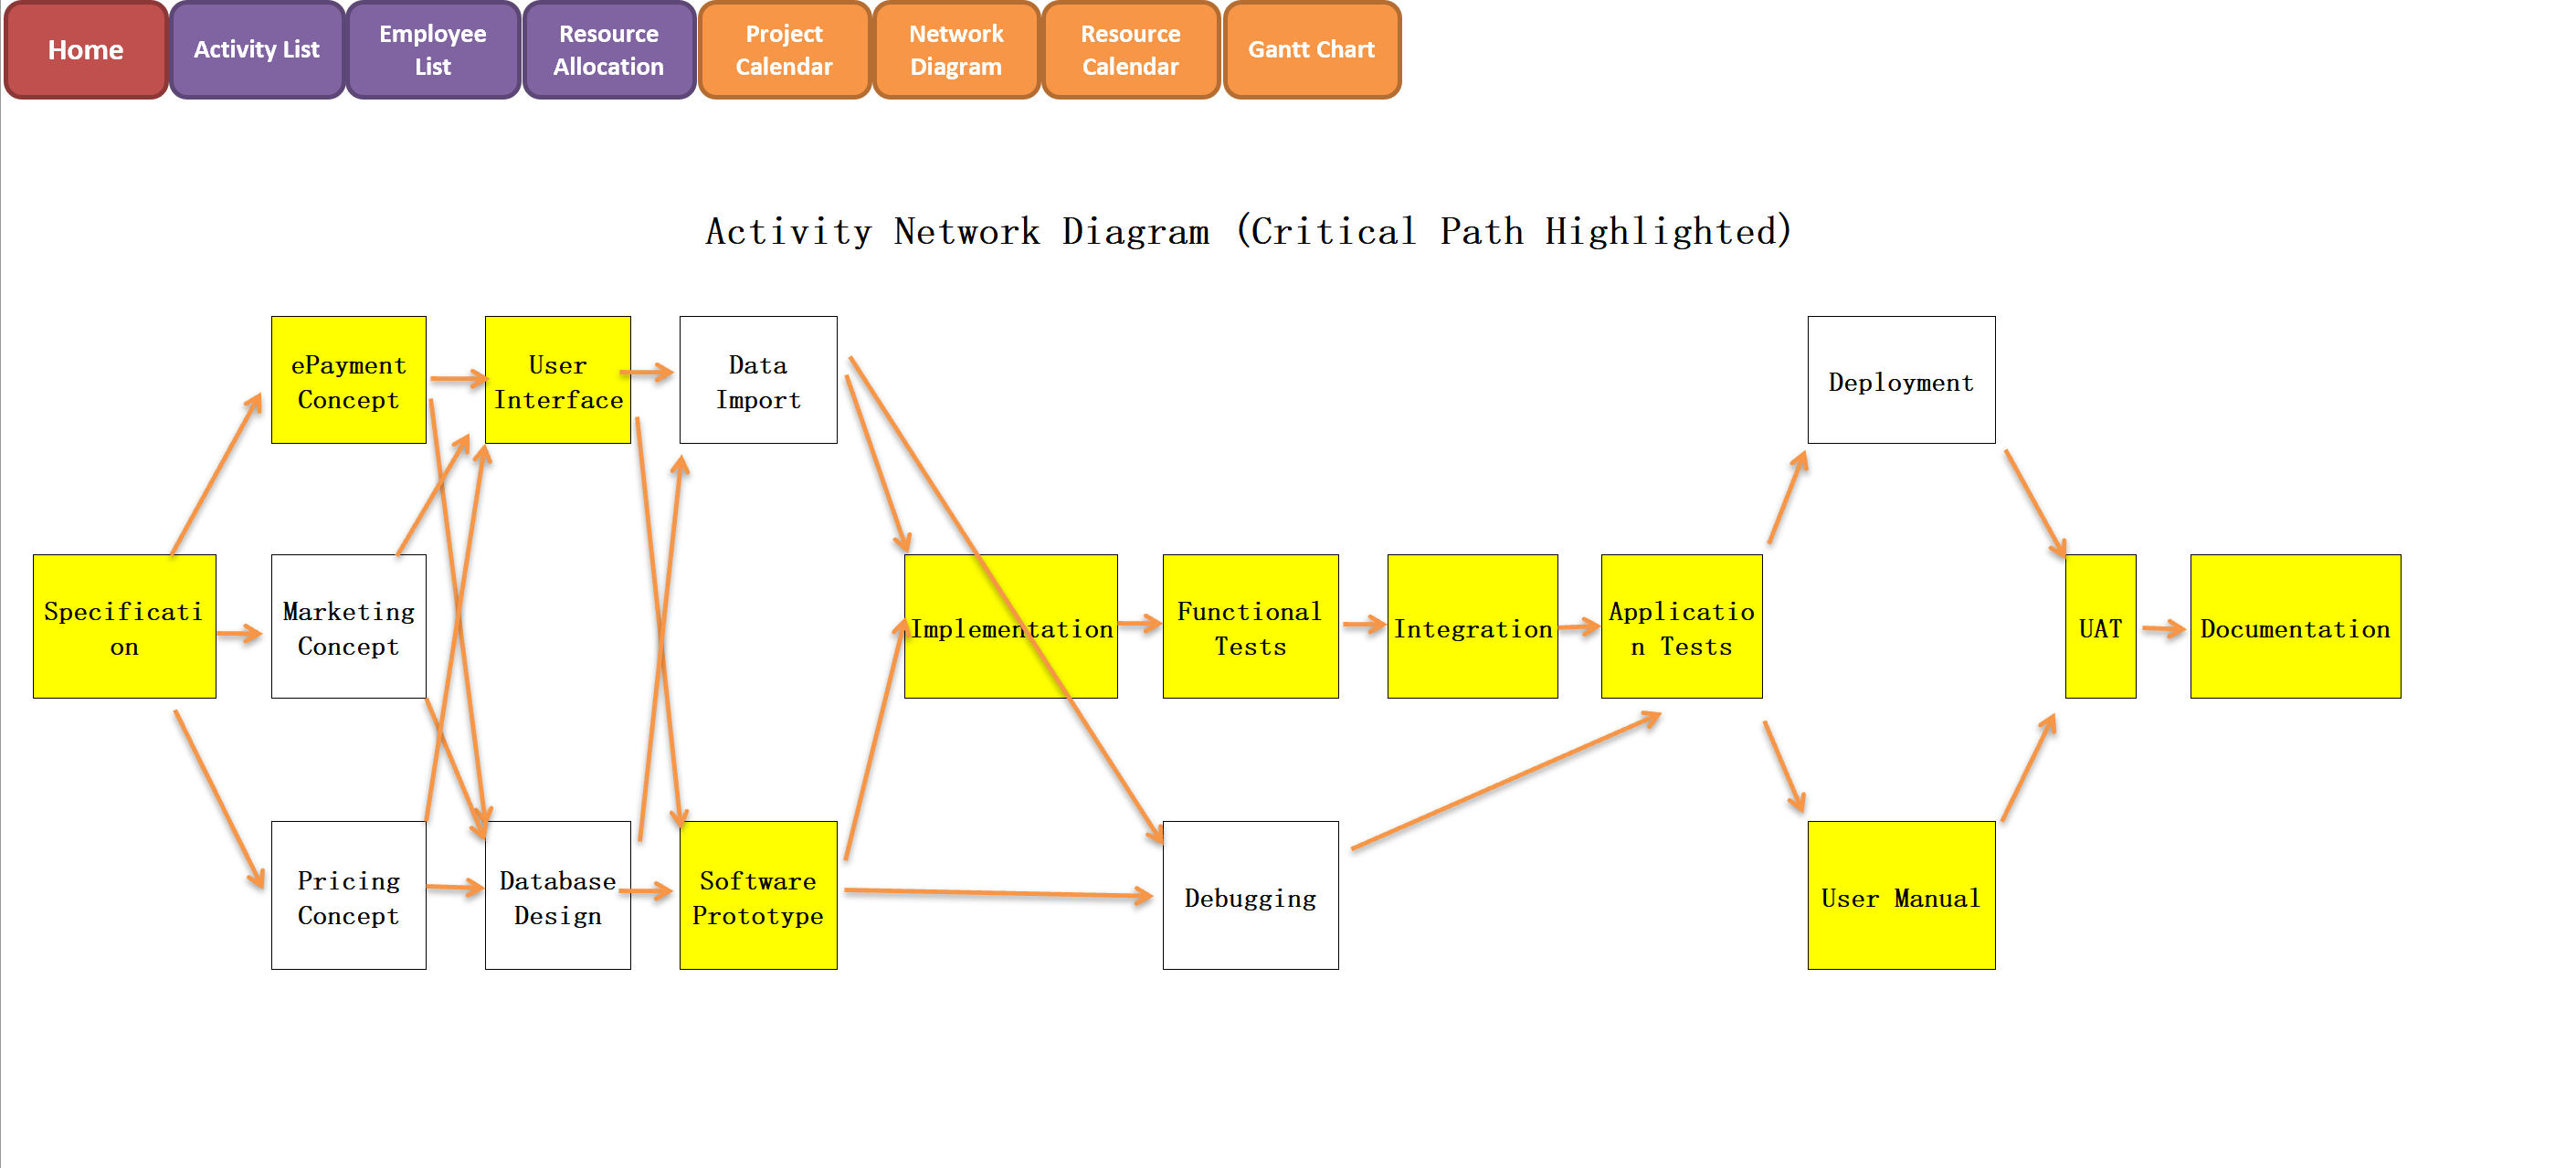 Home
Activity List
Employee
List
Resource
Allocation
Project
Calendar
Network
Diagram
Resource
Calendar
Gantt Chart
Activity Network Diagram (Critical Path Highlighted)
ePayment
Concept
User
Interface
Data
Import
Deployment
Specificati
on
Marketing
Concept
Implementation
Functional
Tests
Integration
Applicatio
n Tests
UAT
Documentation
Pricing
Concept
Database
Design
Software
Prototype
Debugging
User Manual